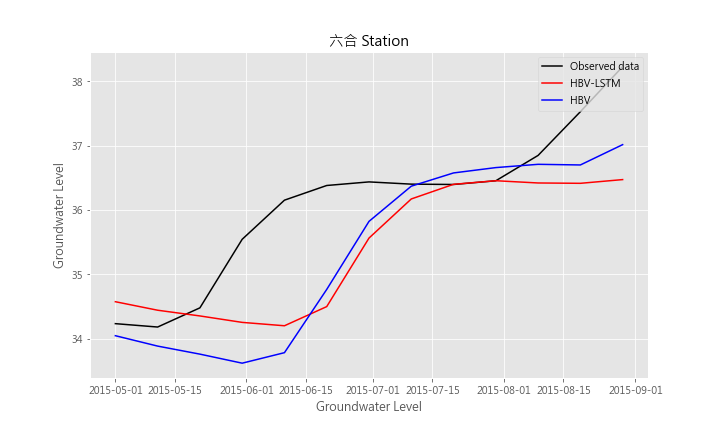 六合 Station
Observed data
HBV-LSTM
HBV
38
37
36
35
34
Groundwater Level
2015-05-01 2015-05-15 2015-06-01 2015-06-15 2015-07-01 2015-07-15 2015-08-01 2015-08-15 2015-09-01
Groundwater Level